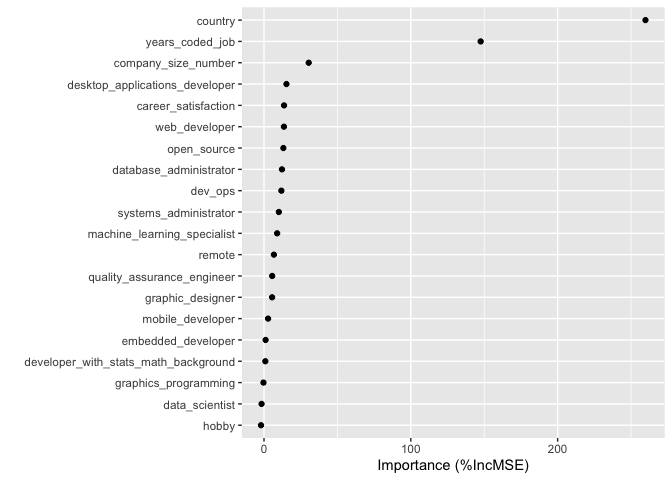 country
years_coded_job
company_size_number
desktop_applications_developer
career_satisfaction
web_developer
open_source
database_administrator
dev_ops
systems_administrator
machine_learning_specialist
remote
quality_assurance_engineer
graphic_designer
mobile_developer
embedded_developer
developer_with_stats_math_background
graphics_programming
data_scientist
hobby
0 100 200
Importance (%IncMSE)